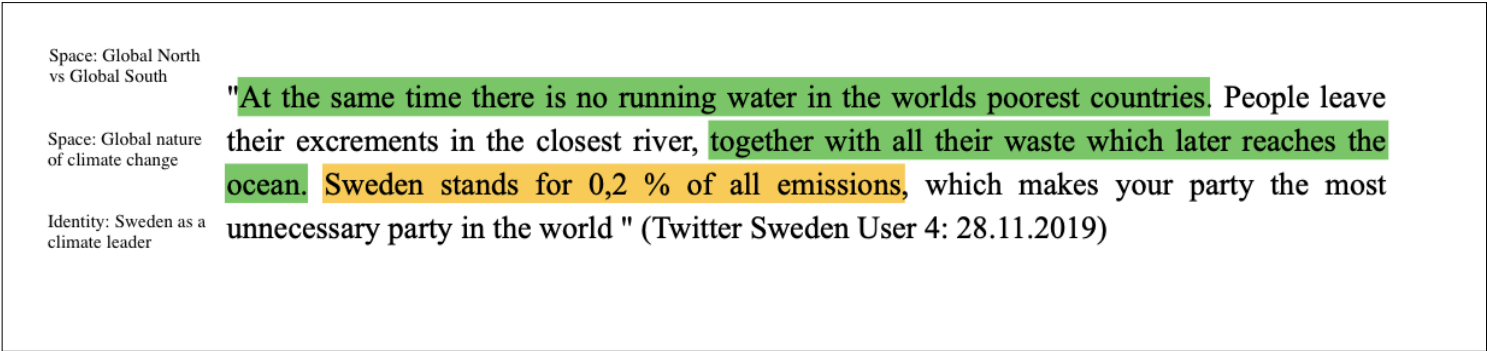 Space: Global North
vs Global South
"At the same time there is no running water in the worlds poorest countries. People leave
Space: Global nature
of climate change
their excrements in the closest river, together with all their waste which later reaches the
ocean. Sweden stands for 0,2 % of all emissions, which makes your party the most
Identity: Sweden as a
climate leader
unnecessary party in the world " (Twitter Sweden User 4: 28.11.2019)